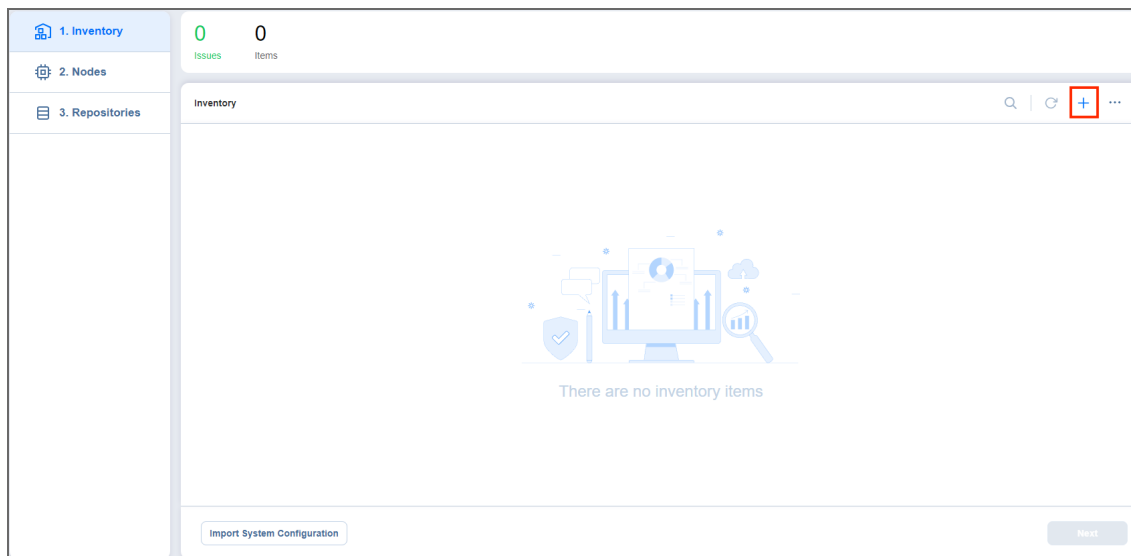 1. Inventory
2. Nodes
3. Repositories
0
Issues
0
Items
Inventory
There are no inventory items
Import System Configuration
Next